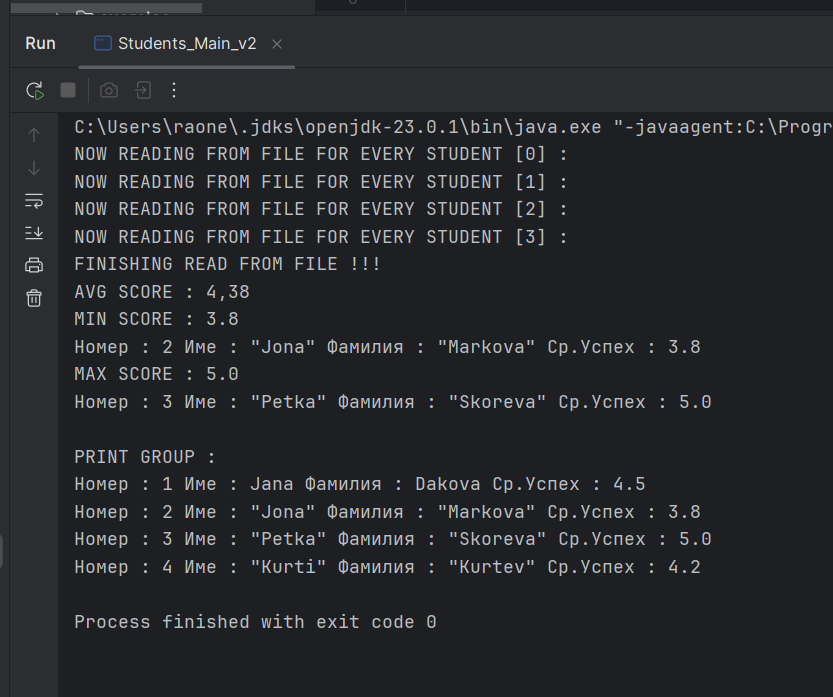 Run
Students_Main_v2
C:\Users\raone\.jdks\openjdk-23.0.1\bin\java.exe "-javaagent:C:\Progr
NOW READING FROM FILE FOR EVERY STUDENT [0] :
NOW READING FROM FILE FOR EVERY STUDENT [1] :
NOW READING FROM FILE FOR EVERY STUDENT [2] :
NOW READING FROM FILE FOR EVERY STUDENT [3] :
FINISHING READ FROM FILE !!!
AVG SCORE : 4,38
MIN SCORE : 3.8
Номер : 2 Име : "Jona" Фамилия : "Markova" Ср.Успех : 3.8
MAX SCORE : 5.0
Номер : 3 Име : "Petka" Фамилия : "Skoreva" Ср.Успех : 5.0
PRINT GROUP :
Номер : 1 Име : Jana Фамилия : Dakova Ср.Успех : 4.5
Номер : 2 Име : "Jona" Фамилия : "Markova" Ср.Успех : 3.8
Номер : 3 Име : "Petka" Фамилия : "Skoreva" Ср.Успех : 5.0
Номер : 4 Име : "Kurti" Фамилия : "Kurtev" Ср.Успех : 4.2
Process finished with exit code 0